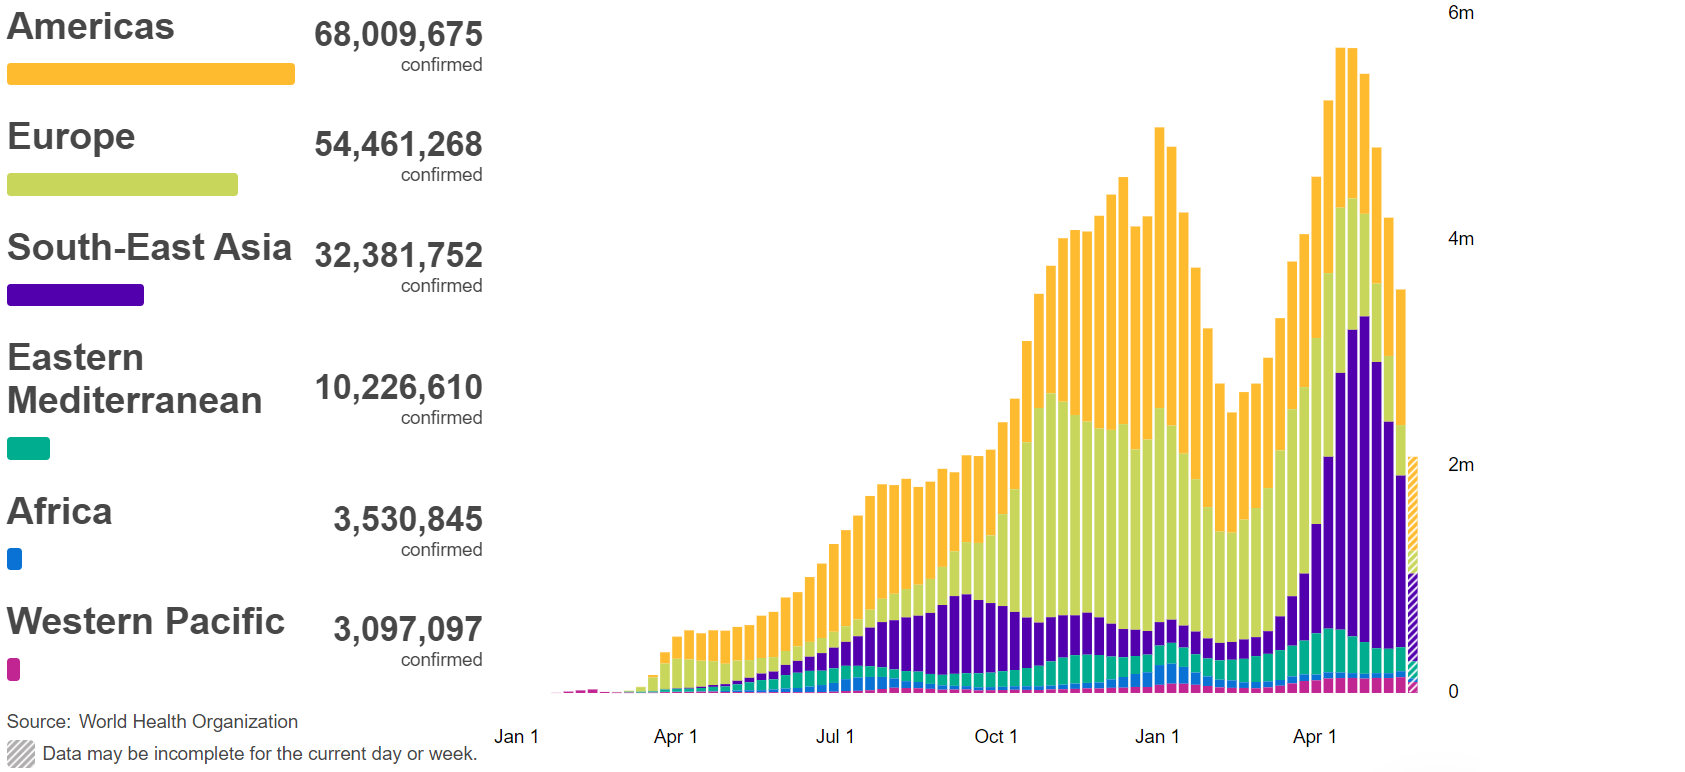 Americas
68,009,675
confirmed
Europe
54,461,268
confirmed
South-East Asia
32,381,752
confirmed
Eastern
Mediterranean
10,226,610
confirmed
Africa
3,530,845
confirmed
Western Pacific
3,097,097
confirmed
Source: World Health Organization
Data may be incomplete for the current day or week.
6m
4m
2m
0
Jan 1
Apr 1
Jul 1
Oct 1
Jan 1
Apr 1